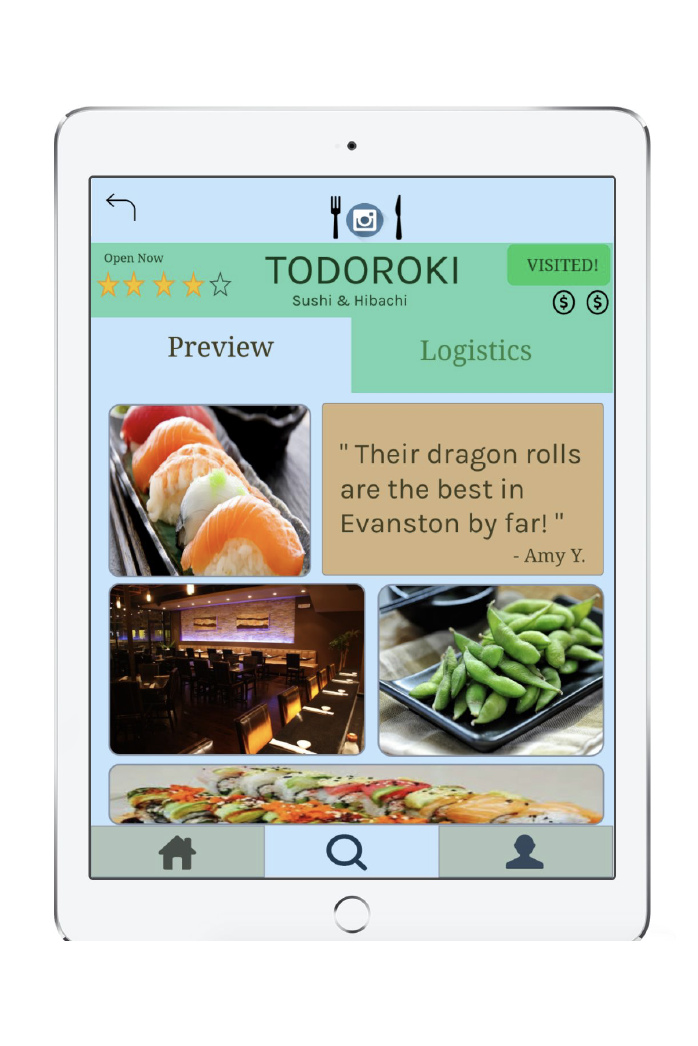 Open Now
TODOROKI
Sushi & Hibachi
VISITED!
$ $
Preview
Logistics
" Their dragon rolls
are the best in
Evanston by far! "
- Amy Y.